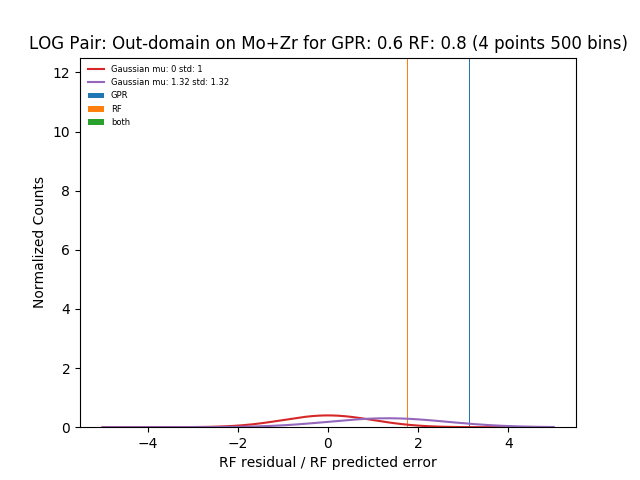 LOG Pair: Out-domain on Mo+Zr for GPR: 0.6 RF: 0.8 (4 points 500 bins)
Gaussian mu: 0 std: 1
Gaussian mu: 1.32 std: 1.32
GPR
RF
both
12
10
8
6
4
2
0
Normalized Counts
−4 −2 0 2 4
RF residual / RF predicted error